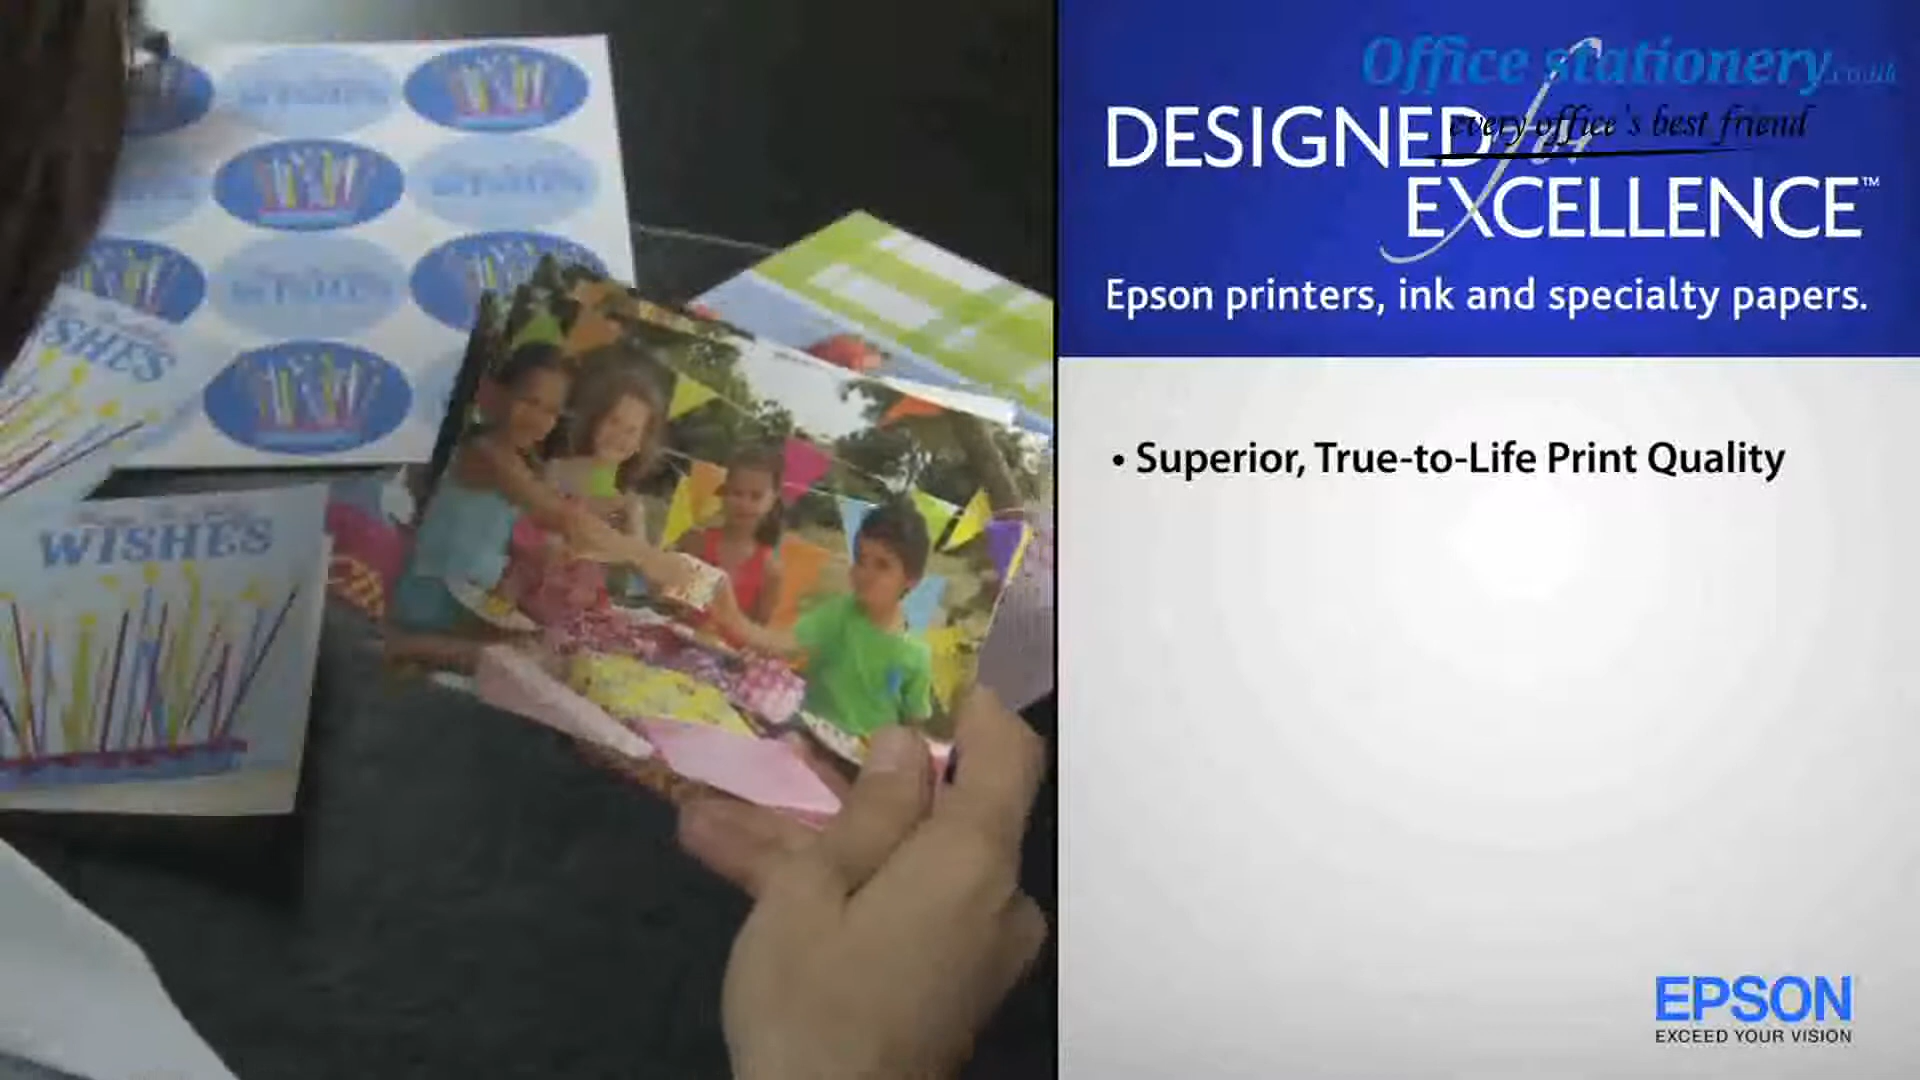 Office stationery.co.uk
every office's best friend
DESIGNED for
EXCELLENCE™
Epson printers, ink and specialty papers.
• Superior, True-to-Life Print Quality
EPSON
EXCEED YOUR VISION
WISHES
WISHES